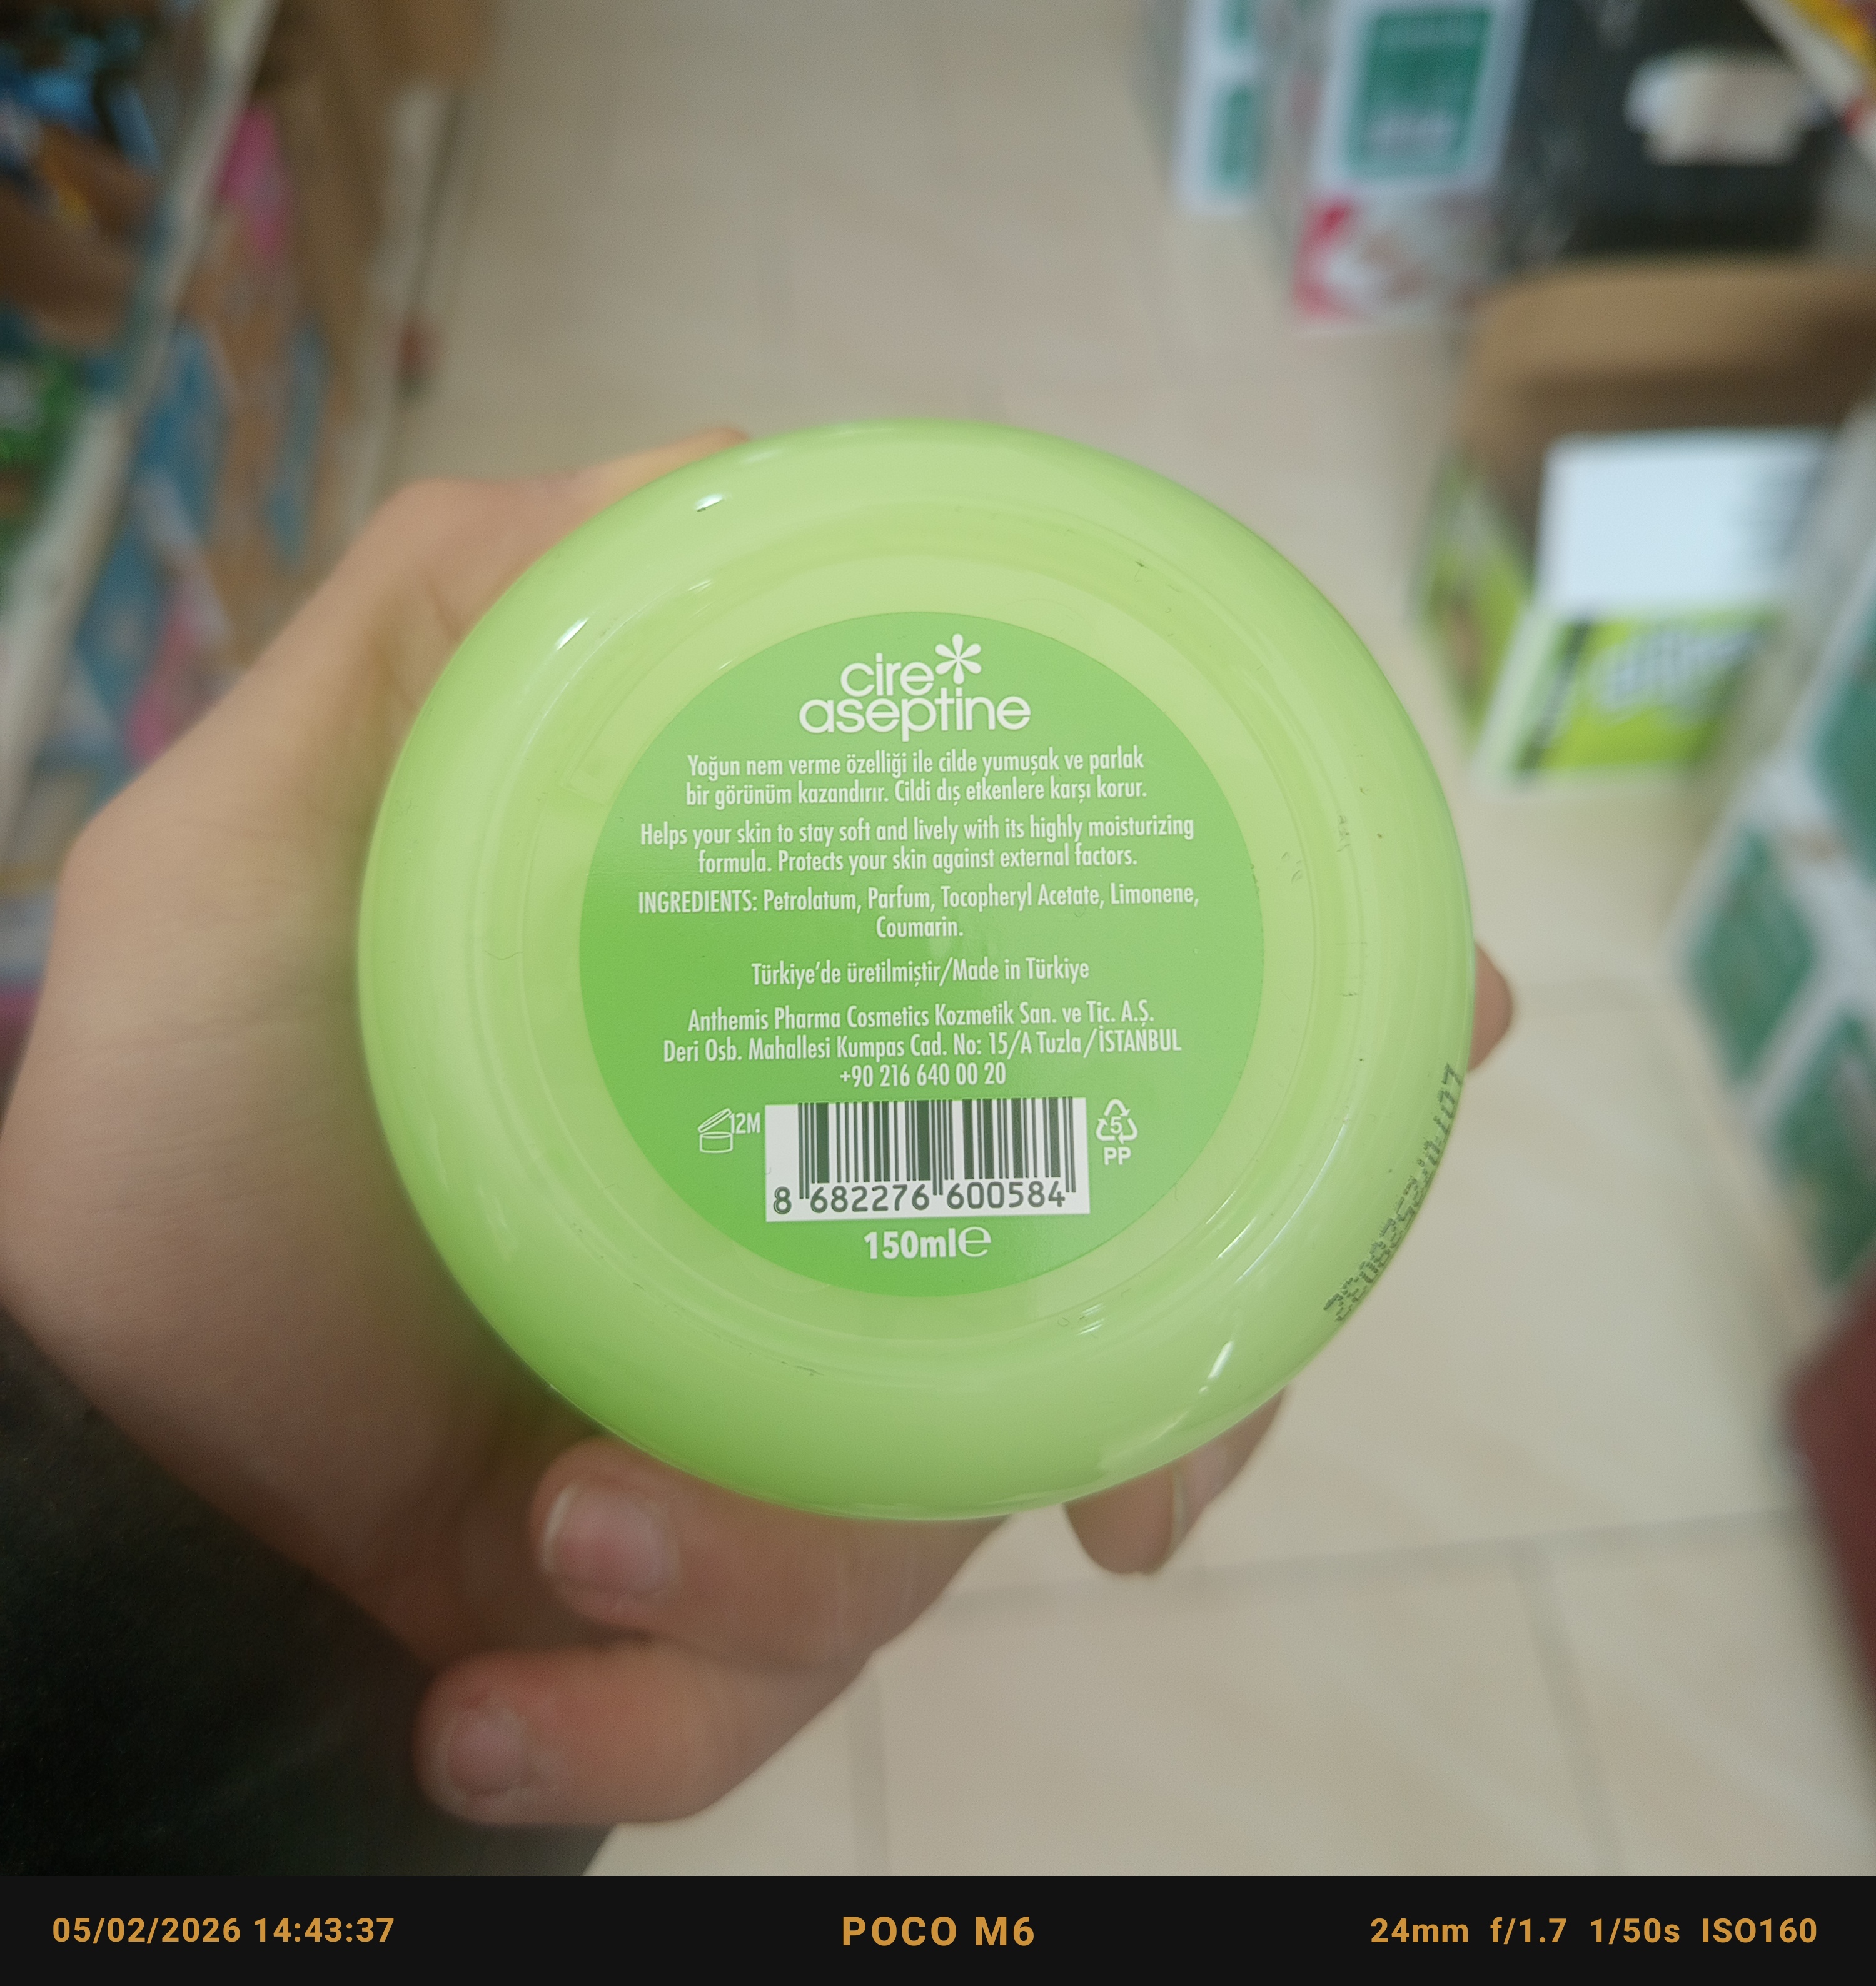 cire
aseptine
Yoğun nem verme özelliği ile cilde yumuşak ve parlak
bir görünüm kazandırır. Cildi dış etkenlere karşı korur.
Helps your skin to stay soft and lively with its highly moisturizing
formula. Protects your skin against external factors.
INGREDIENTS: Petrolatum, Parfum, Tocopheryl Acetate, Limonene,
Coumarin.
Türkiye'de üretilmiştir/Made in Türkiye
Anthemis Pharma Cosmetics Kozmetik San. ve Tic. A.Ş.
Deri Osb. Mahallesi Kumpas Cad. No: 15/A Tuzla/İSTANBUL
+90 216 640 00 20
12M
5
PP
8 682276 600584
150ml℮
05/02/2026 14:43:37
POCO M6
24mm f/1.7 1/50s ISO160